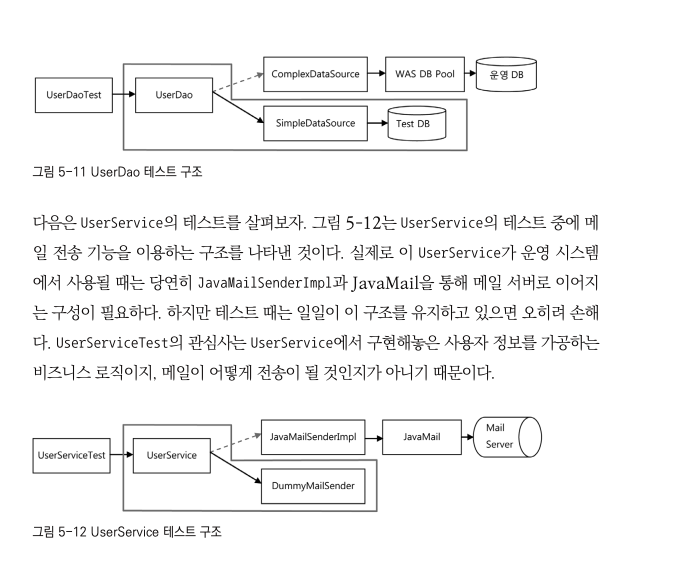 ComplexDataSource
WAS DB Pool
운영 DB
UserDaoTest
UserDao
SimpleDataSource
Test DB
그림 5-11 UserDao 테스트 구조
다음은 UserService의 테스트를 살펴보자. 그림 5-12는 UserService의 테스트 중에 메
일 전송 기능을 이용하는 구조를 나타낸 것이다. 실제로 이 UserService가 운영 시스템
에서 사용될 때는 당연히 JavaMailSenderImpl과 JavaMail을 통해 메일 서버로 이어지
는 구성이 필요하다. 하지만 테스트 때는 일일이 이 구조를 유지하고 있으면 오히려 손해
다. UserServiceTest의 관심사는 UserService에서 구현해놓은 사용자 정보를 가공하는
비즈니스 로직이지, 메일이 어떻게 전송이 될 것인지가 아니기 때문이다.
JavaMailSenderImpl
JavaMail
Mail
Server
UserServiceTest
UserService
DummyMailSender
그림 5-12 UserService 테스트 구조